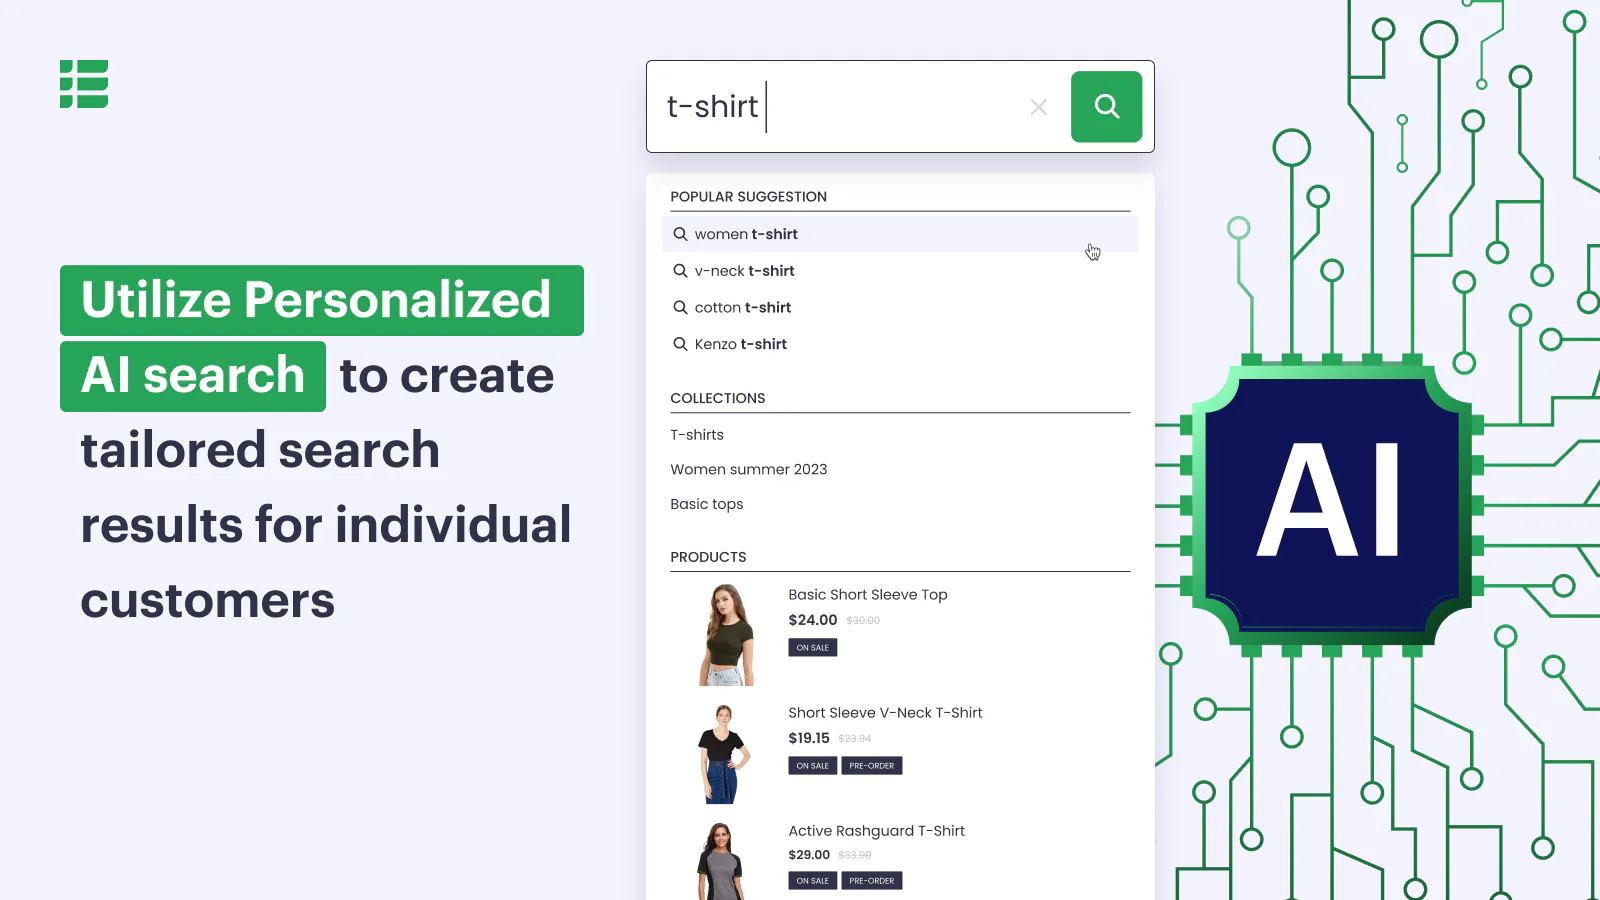 Utilize Personalized
AI search to create
tailored search
results for individual
customers
t-shirt
POPULAR SUGGESTION
women t-shirt
v-neck t-shirt
cotton t-shirt
Kenzo t-shirt
COLLECTIONS
T-shirts
Women summer 2023
Basic tops
PRODUCTS
Basic Short Sleeve Top
$24.00 $30.00
ON SALE
Short Sleeve V-Neck T-Shirt
$19.15 $23.94
ON SALE PRE-ORDER
Active Rashguard T-Shirt
$29.00 $33.90
ON SALE PRE-ORDER
AI